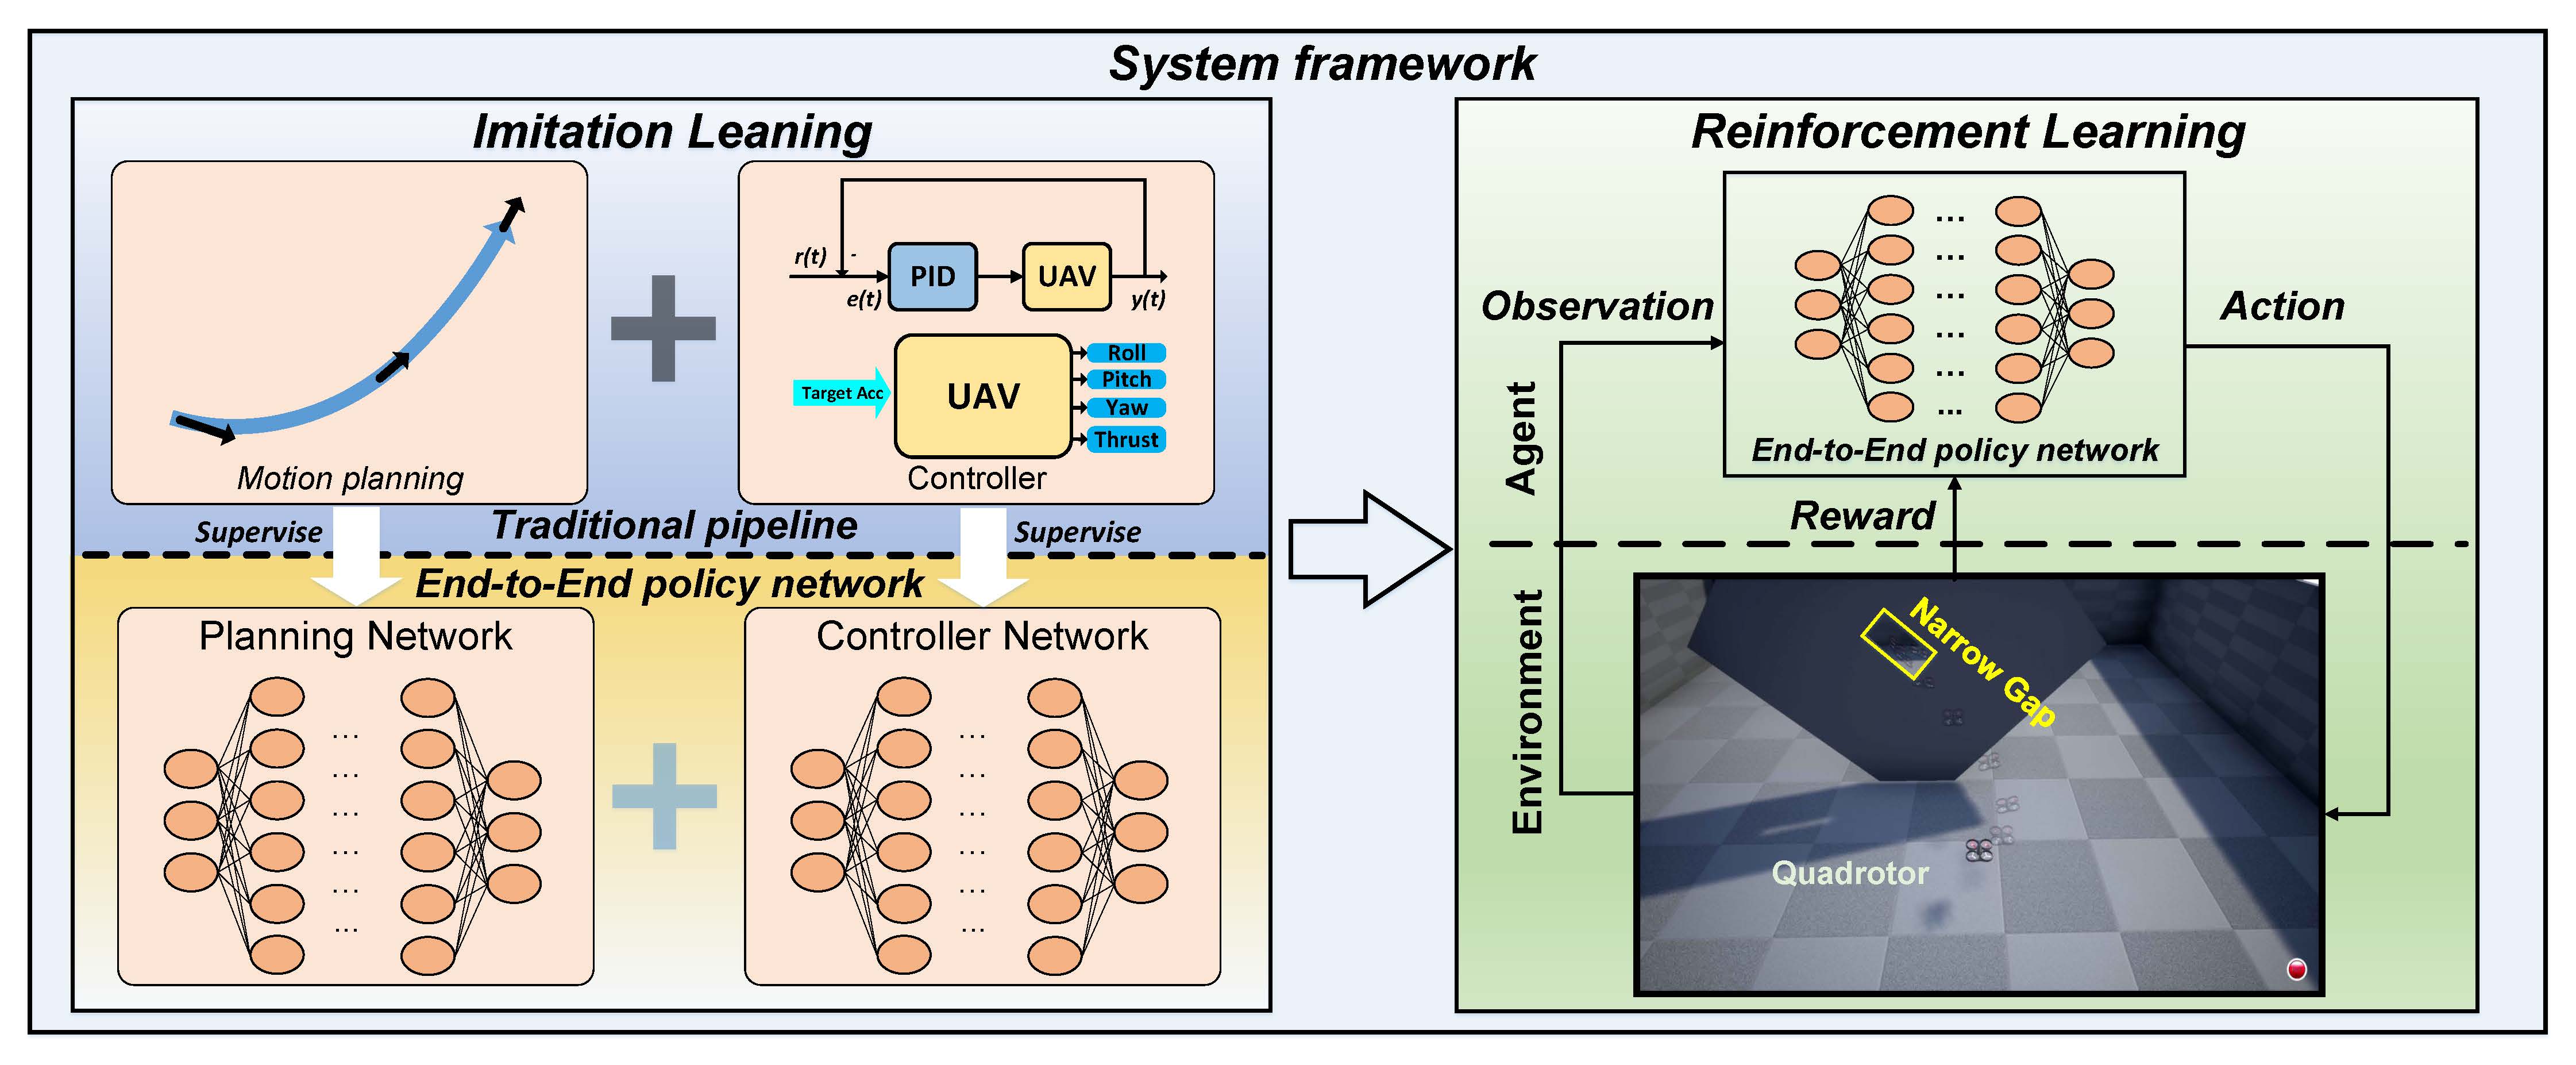 System framework
Imitation Leaning
r(t)
-
e(t)
PID
UAV
y(t)
Target Acc
UAV
Roll
Pitch
Yaw
Thrust
Motion planning
Controller
Supervise
Traditional pipeline
Supervise
End-to-End policy network
Planning Network
...
...
...
...
...
...
Controller Network
...
...
...
...
...
...
Reinforcement Learning
Observation
...
...
...
...
...
...
Action
End-to-End policy network
Agent
Reward
Environment
Narrow Gap
Quadrotor